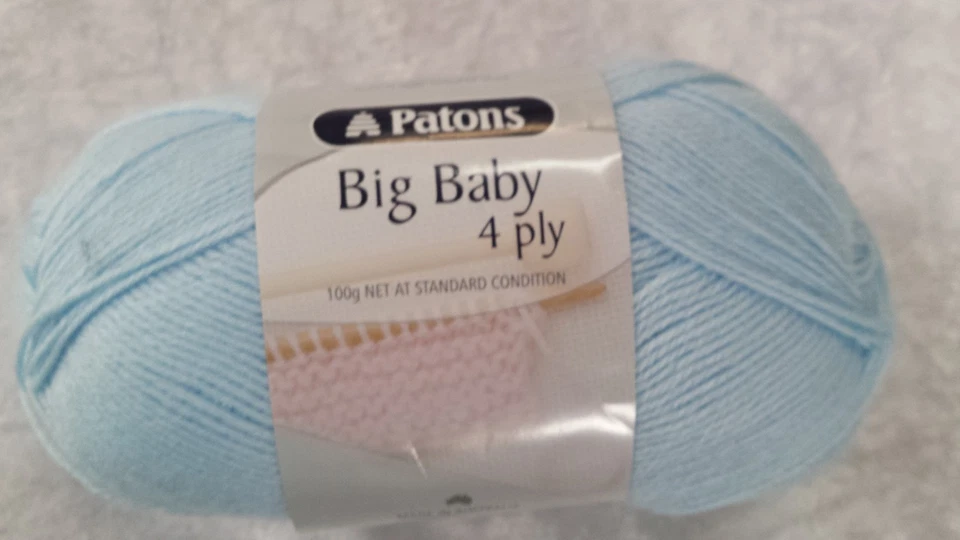 Patons
Big Baby
4 ply
100g NET AT STANDARD CONDITION